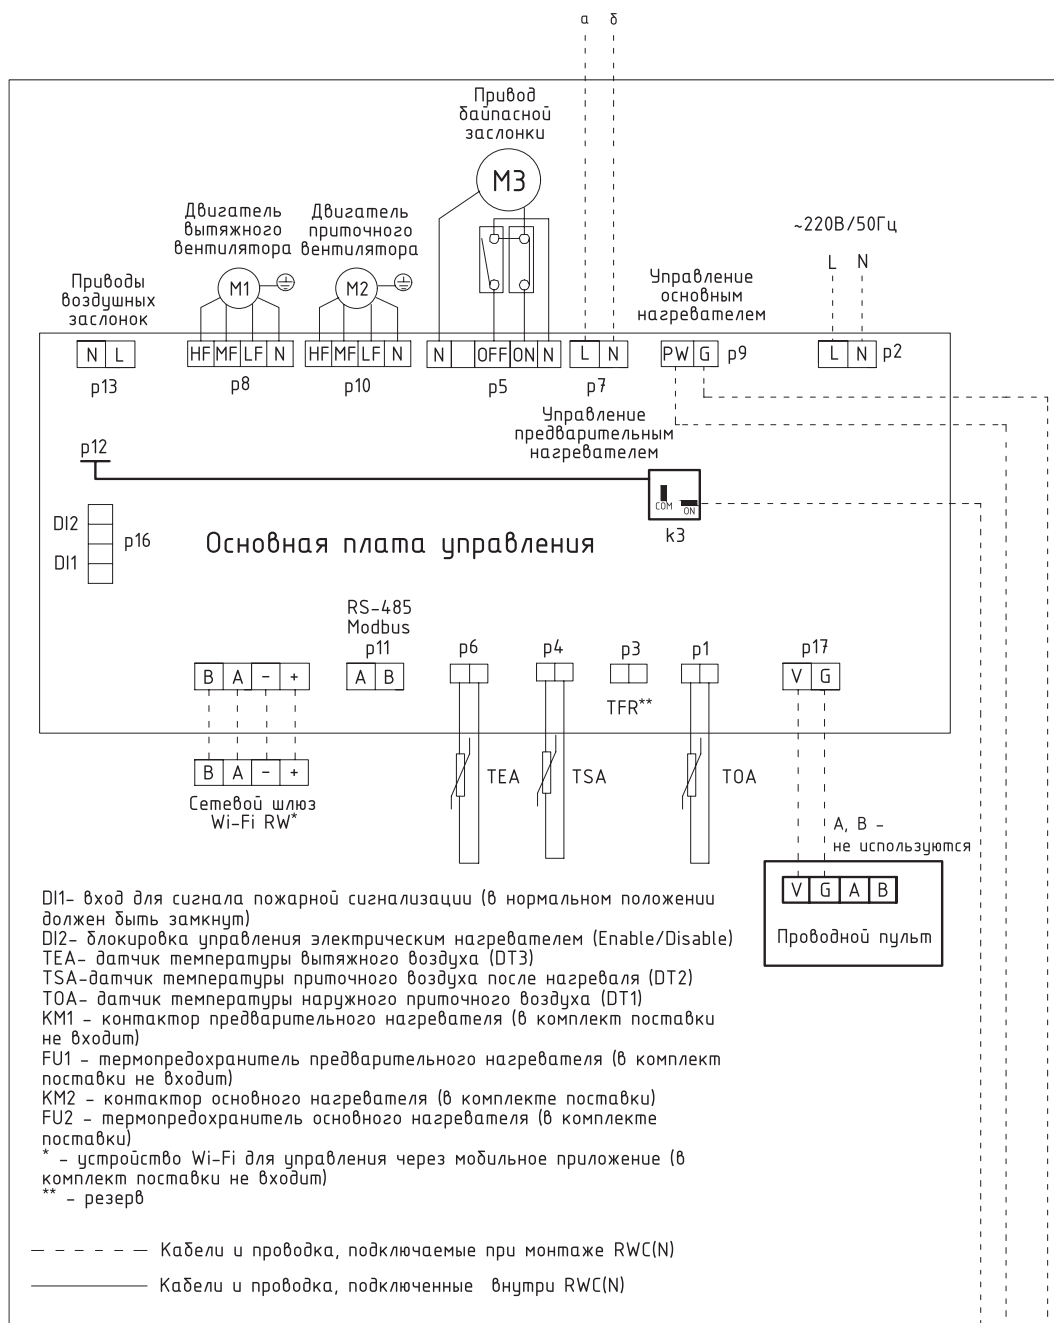 а б
Привод
байпасной
заслонки
М3
Двигатель
вытяжного
вентилятора
Двигатель
приточного
вентилятора
~220В/50Гц
L N
Приводы
воздушных
заслонок
М1
М2
Управление
основным
нагревателем
N L
HF MF LF N
HF MF LF N
N OFF ON N
L N
PW G
p9
L N
p2
p13
p8
p10
p5
p7
Управление
предварительным
нагревателем
p12
COM ON
k3
DI2
DI1
p16
Основная плата управления
RS-485
Modbus
p11
p6
p4
p3
p1
p17
B A - +
A B
V G
TFR**
B A - +
TEA
TSA
TOA
Сетевой шлюз
Wi-Fi RW*
A, B -
не используются
V G A B
Проводной пульт
DI1- вход для сигнала пожарной сигнализации (в нормальном положении
должен быть замкнут)
DI2- блокировка управления электрическим нагревателем (Enable/Disable)
TEA- датчик температуры вытяжного воздуха (DT3)
TSA-датчик температуры приточного воздуха после нагреваля (DT2)
TOA- датчик температуры наружного приточного воздуха (DT1)
KM1 - контактор предварительного нагревателя (в комплект поставки
не входит)
FU1 - термопредохранитель предварительного нагревателя (в комплект
поставки не входит)
KM2 - контактор основного нагревателя (в комплекте поставки)
FU2 - термопредохранитель основного нагревателя (в комплекте
поставки)
* - устройство Wi-Fi для управления через мобильное приложение (в
комплект поставки не входит)
** - резерв
Кабели и проводка, подключаемые при монтаже RWC(N)
Кабели и проводка, подключенные внутри RWC(N)